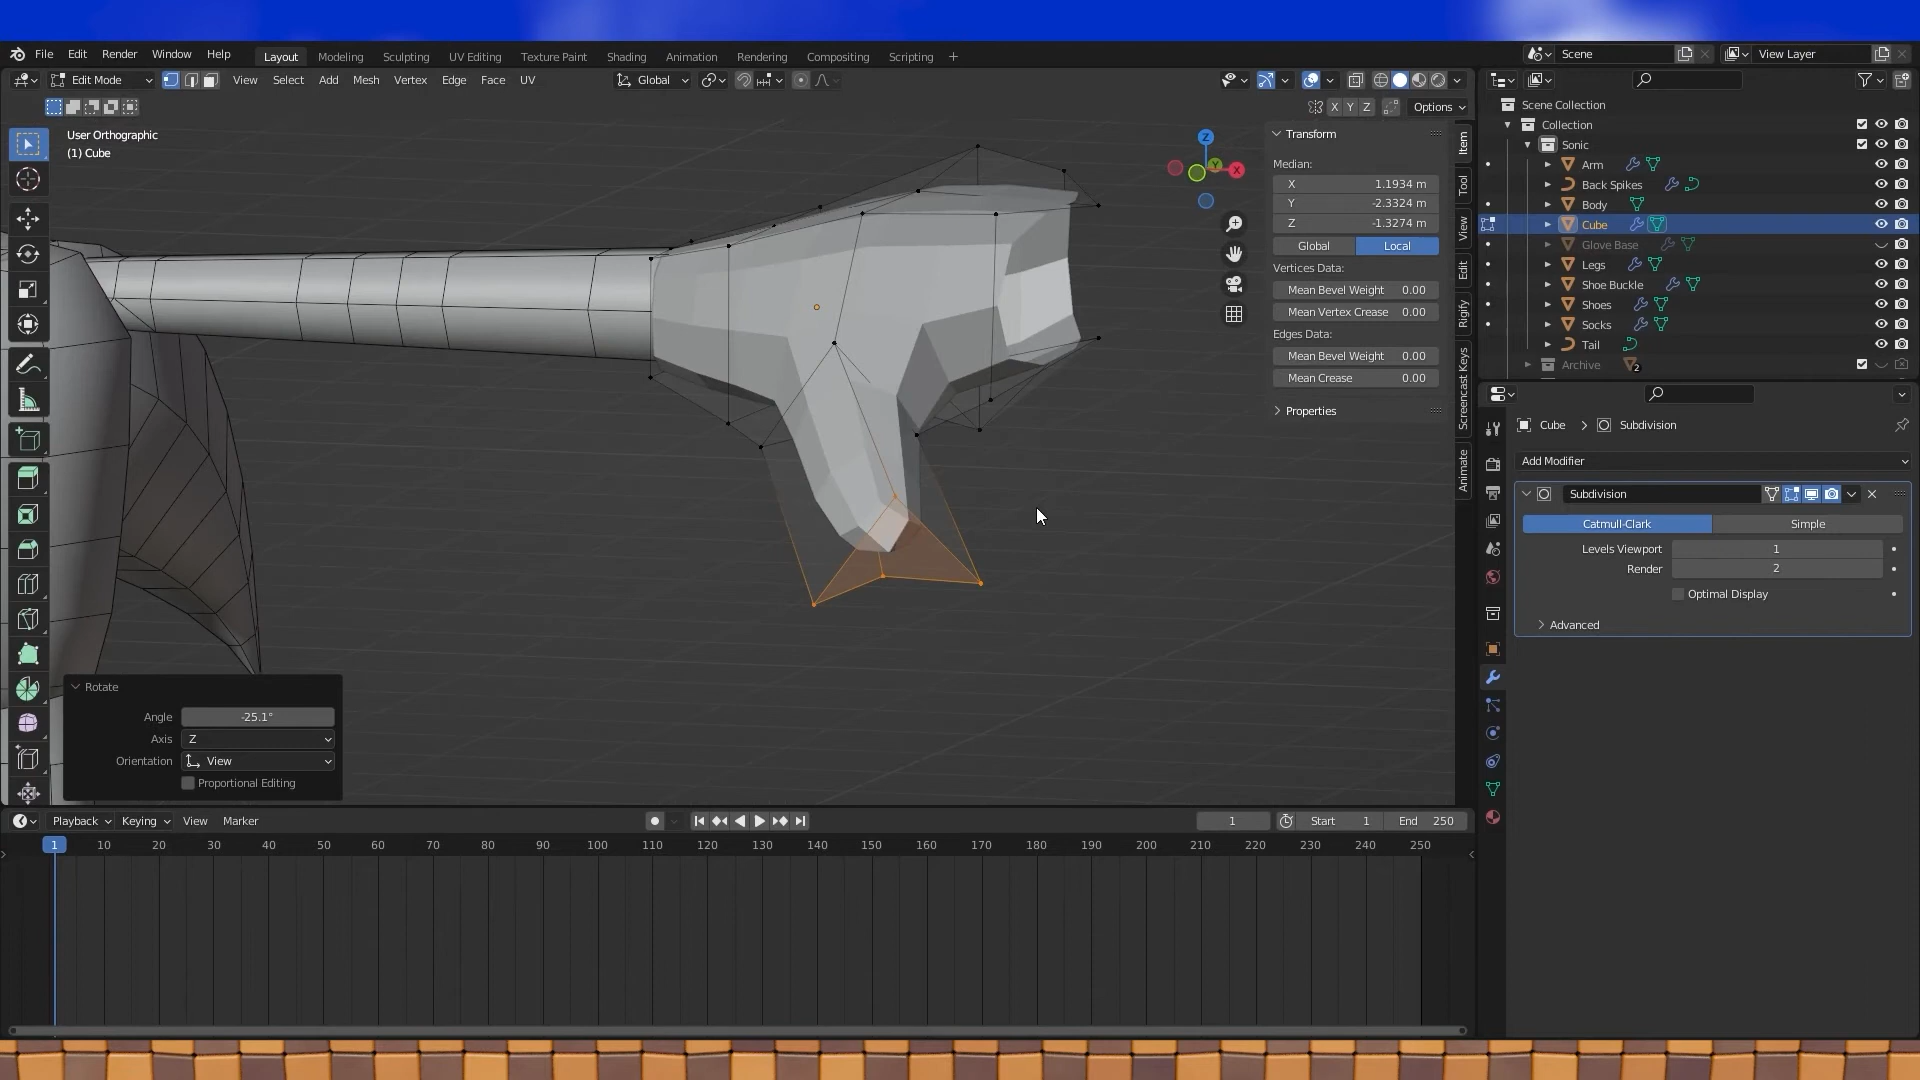 File Edit Render Window Help Layout Modeling Sculpting UV Editing Texture Paint Shading Animation Rendering Compositing Scripting + Scene View Layer
Edit Mode View Select Add Mesh Vertex Edge Face UV Global
X Y Z Options
User Orthographic
(1) Cube
Z
Y
X
Transform
Median:
X 1.1934 m
Y -2.3324 m
Z -1.3274 m
Global Local
Vertices Data:
Mean Bevel Weight 0.00
Mean Vertex Crease 0.00
Edges Data:
Mean Bevel Weight 0.00
Mean Crease 0.00
Properties
Item
Tool
View
Edit
Rigify
Screencast Keys
Animate
Scene Collection
Collection
Sonic
Arm
Back Spikes
Body
Cube
Glove Base
Legs
Shoe Buckle
Shoes
Socks
Tail
Archive 2
Cube > Subdivision
Add Modifier
Subdivision
Catmull-Clark Simple
Levels Viewport 1
Render 2
Optimal Display
Advanced
Rotate
Angle -25.1°
Axis Z
Orientation View
Proportional Editing
Playback Keying View Marker 1 Start 1 End 250
1 10 20 30 40 50 60 70 80 90 100 110 120 130 140 150 160 170 180 190 200 210 220 230 240 250